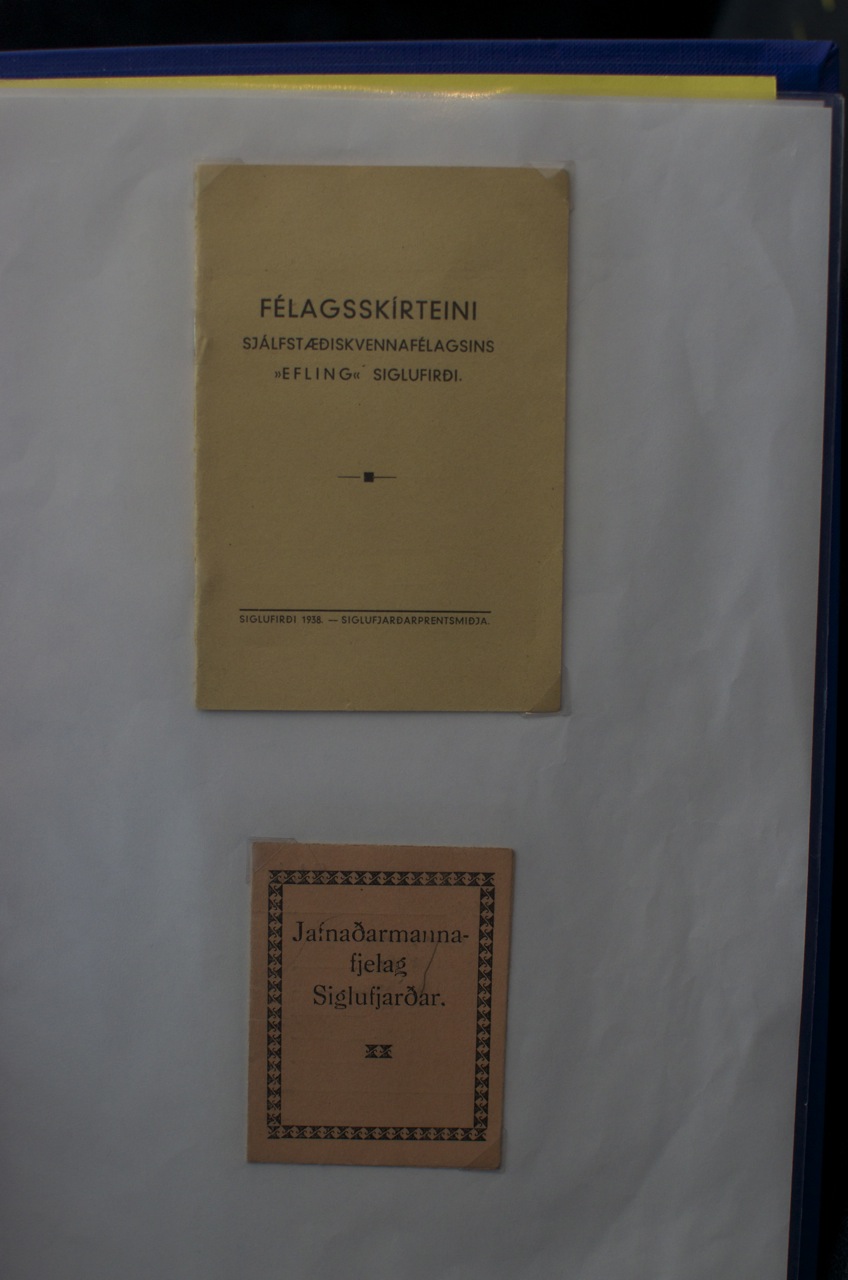 FÉLAGSSKÍRTEINI
SJÁLFSTÆÐISKVENNAFÉLAGSINS
»EFLING« SIGLUFIRÐI.
SIGLUFIRÐI 1938. — SIGLUFJARÐARPRENTSMIÐJA.
Jafnaðarmanna-
fjelag
Siglufjarðar.